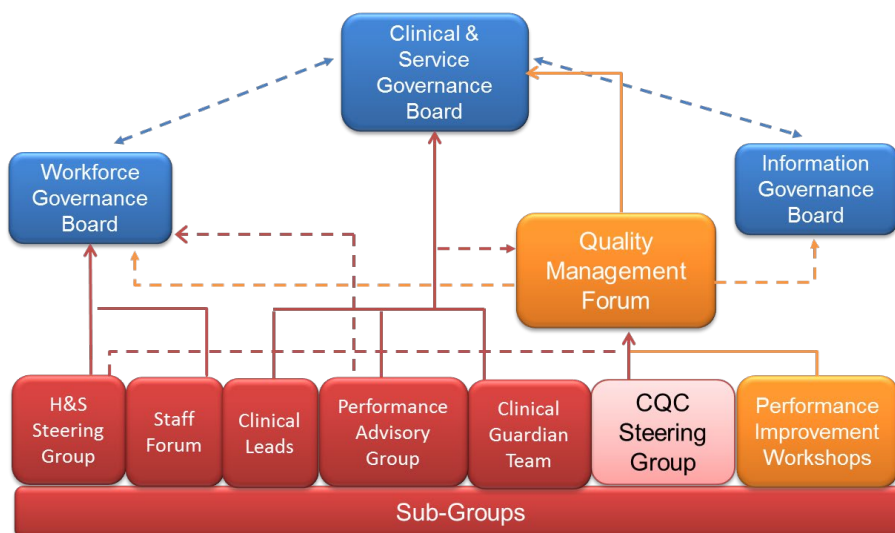 Clinical &
Service
Governance
Board
Workforce
Governance
Board
Information
Governance
Board
Quality
Management
Forum
H&S
Steering
Group
Staff
Forum
Clinical
Leads
Performance
Advisory
Group
Clinical
Guardian
Team
CQC
Steering
Group
Performance
Improvement
Workshops
Sub-Groups